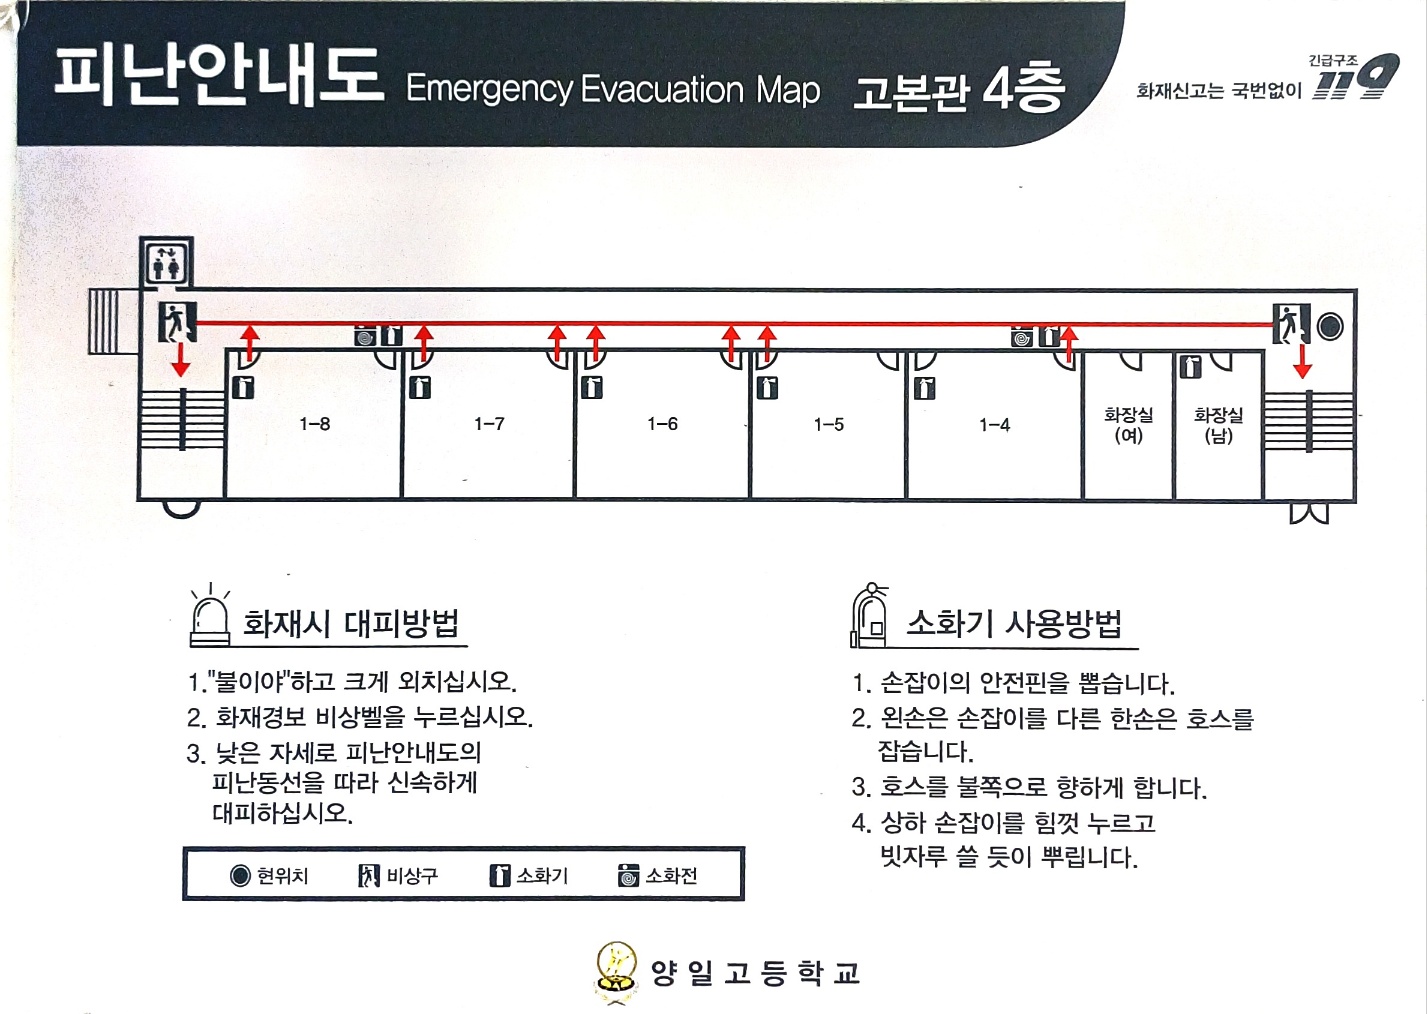 피난안내도 Emergency Evacuation Map 고본관 4층
긴급구조
화재신고는 국번없이 119
1-8
1-7
1-6
1-5
1-4
화장실
(여)
화장실
(남)
화재시 대피방법
1."불이야"하고 크게 외치십시오.
2. 화재경보 비상벨을 누르십시오.
3. 낮은 자세로 피난안내도의
피난동선을 따라 신속하게
대피하십시오.
소화기 사용방법
1. 손잡이의 안전핀을 뽑습니다.
2. 왼손은 손잡이를 다른 한손은 호스를
잡습니다.
3. 호스를 불쪽으로 향하게 합니다.
4. 상하 손잡이를 힘껏 누르고
빗자루 쓸 듯이 뿌립니다.
현위치 비상구 소화기 소화전
양일고등학교